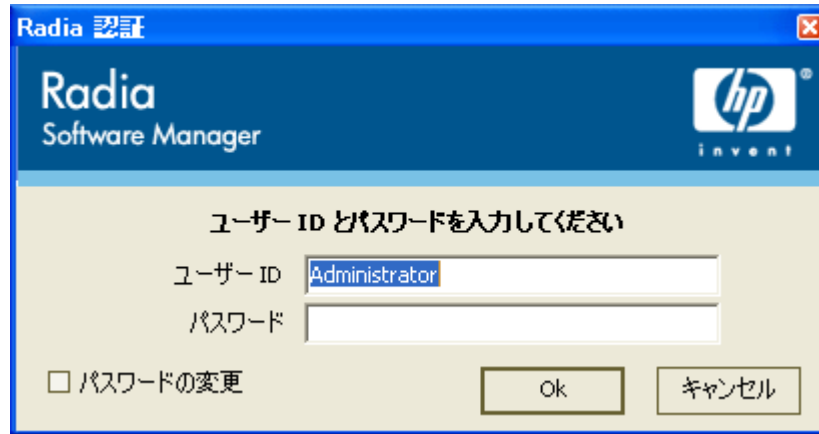 Radia 認証
Radia
Software Manager
hp
®
invent
ユーザー ID とパスワードを入力してください
ユーザー ID Administrator
パスワード
パスワードの変更 Ok キャンセル